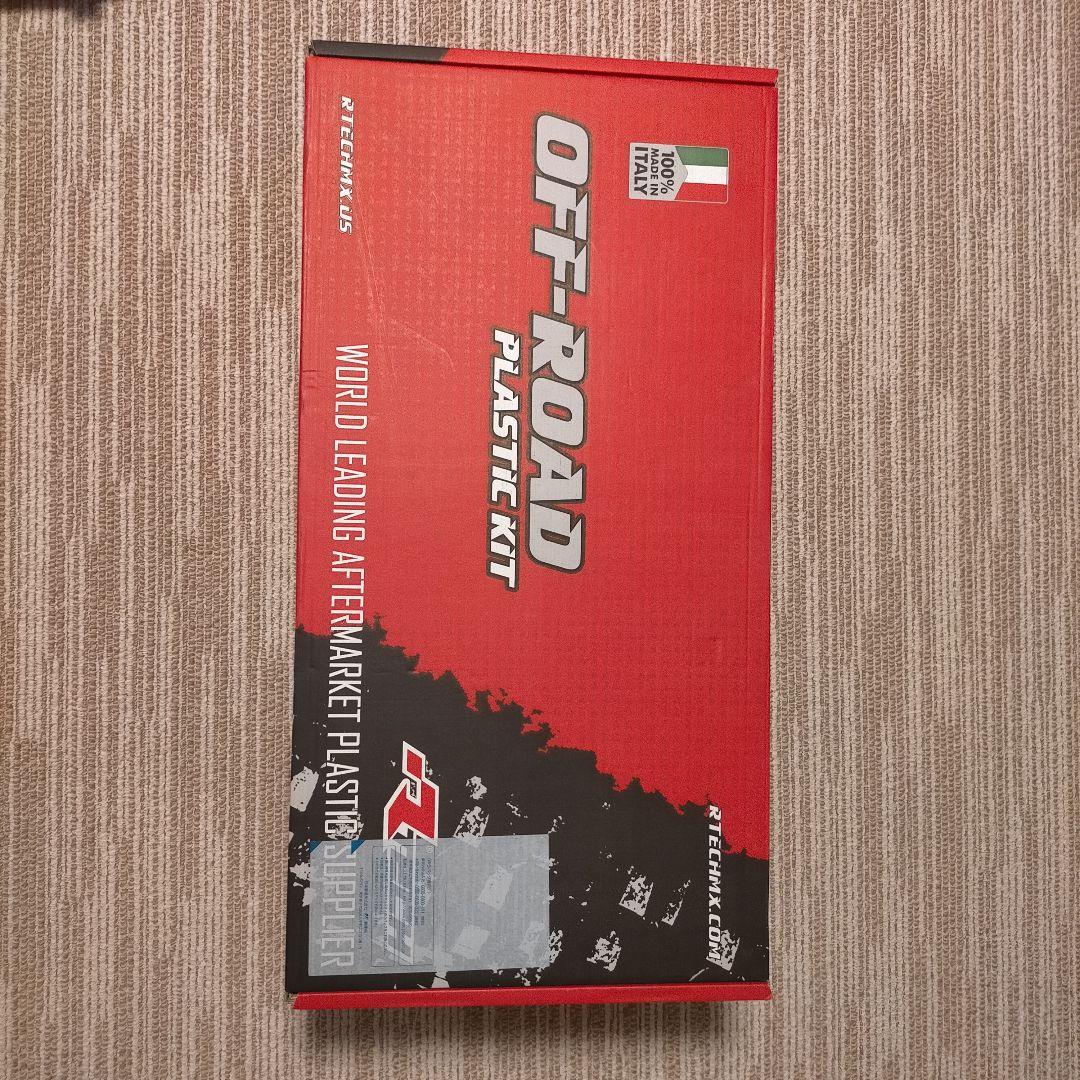 100%
MADE IN
ITALY
OFF-ROAD
PLASTIC KIT
RTECHMX.US
WORLD LEADING AFTERMARKET PLASTIC SUPPLIER
RTECHMX.COM